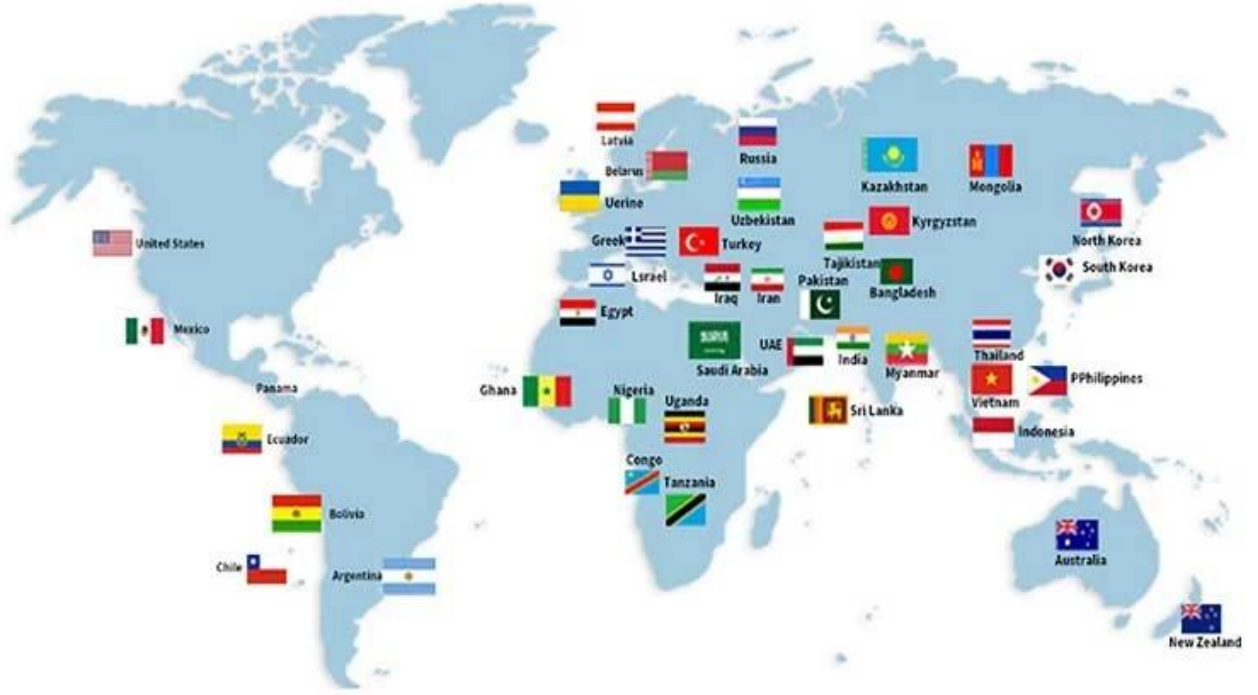 Latvia
Russia
Belarus
Kazakhstan
Mongolia
Uerine
Uzbekistan
Kyrgyzstan
North Korea
United States
Greek
Turkey
Tajikistan
South Korea
Lsrael
Iraq
Iran
Pakistan
Bangladesh
Egypt
Mexico
Saudi Arabia
UAE
India
Myanmar
Thailand
Panama
Ghana
Nigeria
Uganda
Sri Lanka
Vietnam
PPhilippines
Ecuador
Indonesia
Congo
Tanzania
Bolivia
Australia
Chile
Argentina
New Zealand